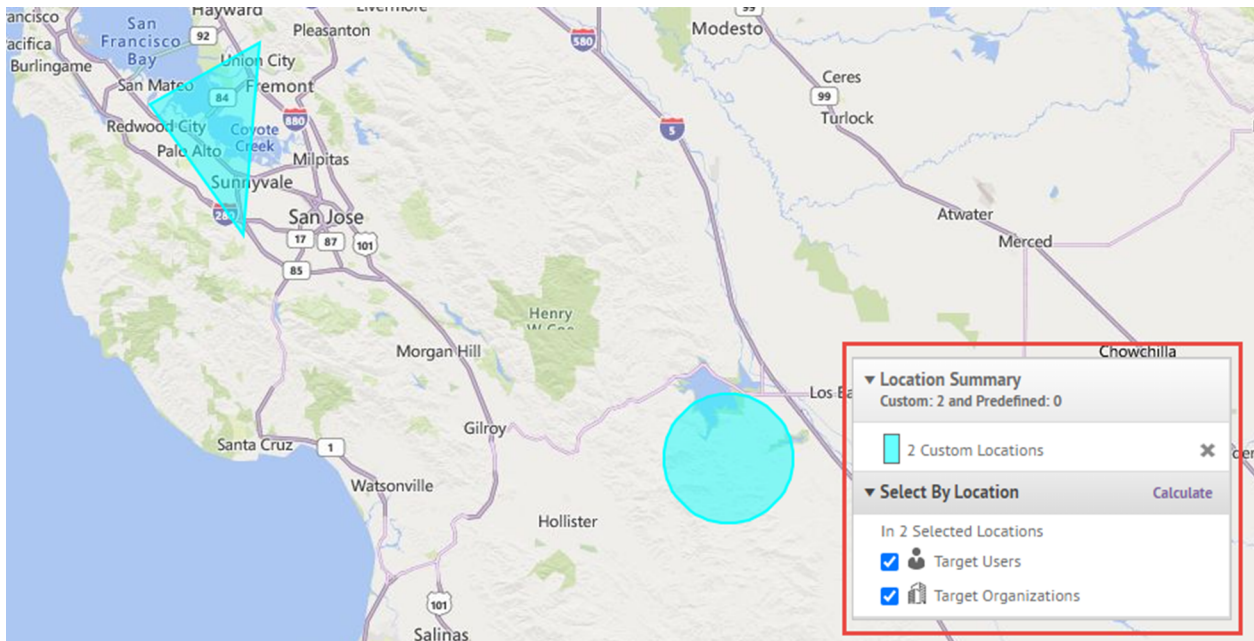 ancisco
Hayward
Livermore
99
San
Francisco
Bay
92
Pleasanton
580
Modesto
acifica
Union City
Burlingame
San Mateo
84
Fremont
Ceres
99
Redwood City
Coyote
Creek
880
5
Turlock
Palo Alto
Milpitas
Sunnyvale
280
San Jose
Atwater
17
87
101
Merced
85
Henry
W Coe
Morgan Hill
Chowchilla
Los Ba
Gilroy
Santa Cruz
1
Watsonville
Hollister
101
Salinas
Location Summary
Custom: 2 and Predefined: 0
2 Custom Locations
Select By Location
Calculate
In 2 Selected Locations
Target Users
Target Organizations